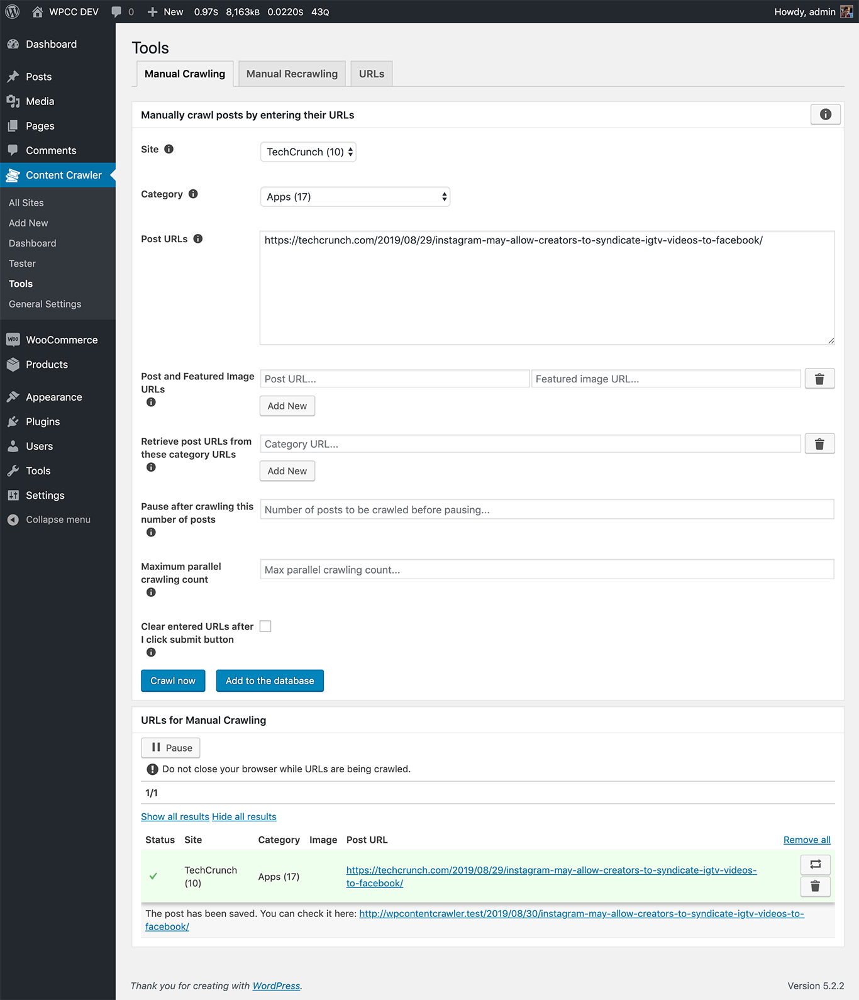 WPCC DEV 0 New 0.97S 8,163KB 0.0220S 43Q Howdy, admin
Dashboard
Posts
Media
Pages
Comments
Content Crawler
All Sites
Add New
Dashboard
Tester
Tools
General Settings
WooCommerce
Products
Appearance
Plugins
Users
Tools
Settings
Collapse menu
Tools
Manual Crawling Manual Recrawling URLs
Manually crawl posts by entering their URLs
Site TechCrunch (10)
Category Apps (17)
Post URLs https://techcrunch.com/2019/08/29/instagram-may-allow-creators-to-syndicate-igtv-videos-to-facebook/
Post and Featured Image URLs
Post URL... Featured image URL...
Add New
Retrieve post URLs from
these category URLs
Category URL...
Add New
Pause after crawling this
number of posts
Number of posts to be crawled before pausing...
Maximum parallel
crawling count
Max parallel crawling count...
Clear entered URLs after
I click submit button
Crawl now Add to the database
URLs for Manual Crawling
Pause
Do not close your browser while URLs are being crawled.
1/1
Show all results Hide all results
Status Site Category Image Post URL Remove all
TechCrunch
(10)
Apps (17)
https://techcrunch.com/2019/08/29/instagram-may-allow-creators-to-syndicate-igtv-videos-
to-facebook/
The post has been saved. You can check it here: http://wpcontentcrawler.test/2019/08/30/instagram-may-allow-creators-to-syndicate-igtv-videos-to-
facebook/
Thank you for creating with WordPress. Version 5.2.2